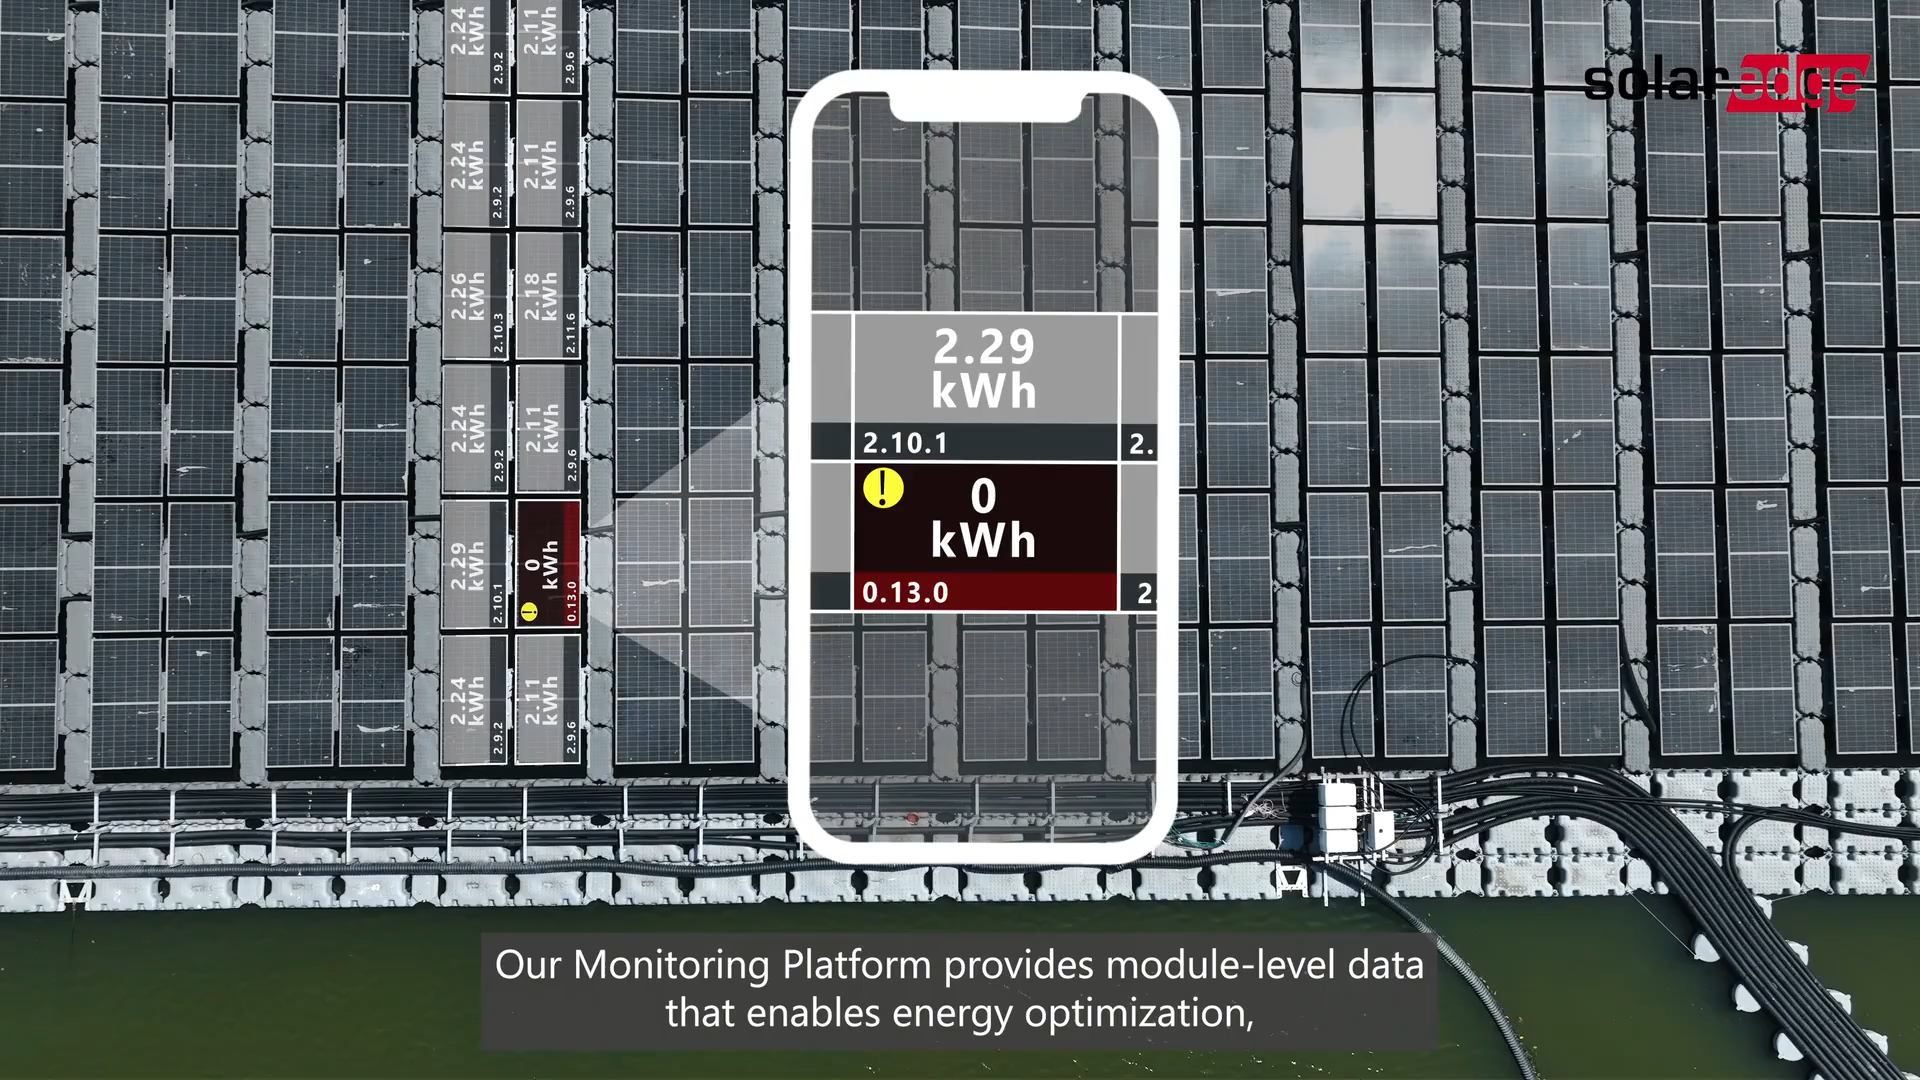 solaredge
2.24
kWh
2.9.2
2.11
kWh
2.9.6
2.24
kWh
2.9.2
2.11
kWh
2.9.6
2.26
kWh
2.10.3
2.18
kWh
2.11.6
2.24
kWh
2.9.2
2.11
kWh
2.9.6
2.29
kWh
2.10.1
0
kWh
0.13.0
2.24
kWh
2.9.2
2.11
kWh
2.9.6
2.29
kWh
2.10.1
2.
!
0
kWh
0.13.0
2.
Our Monitoring Platform provides module-level data
that enables energy optimization,